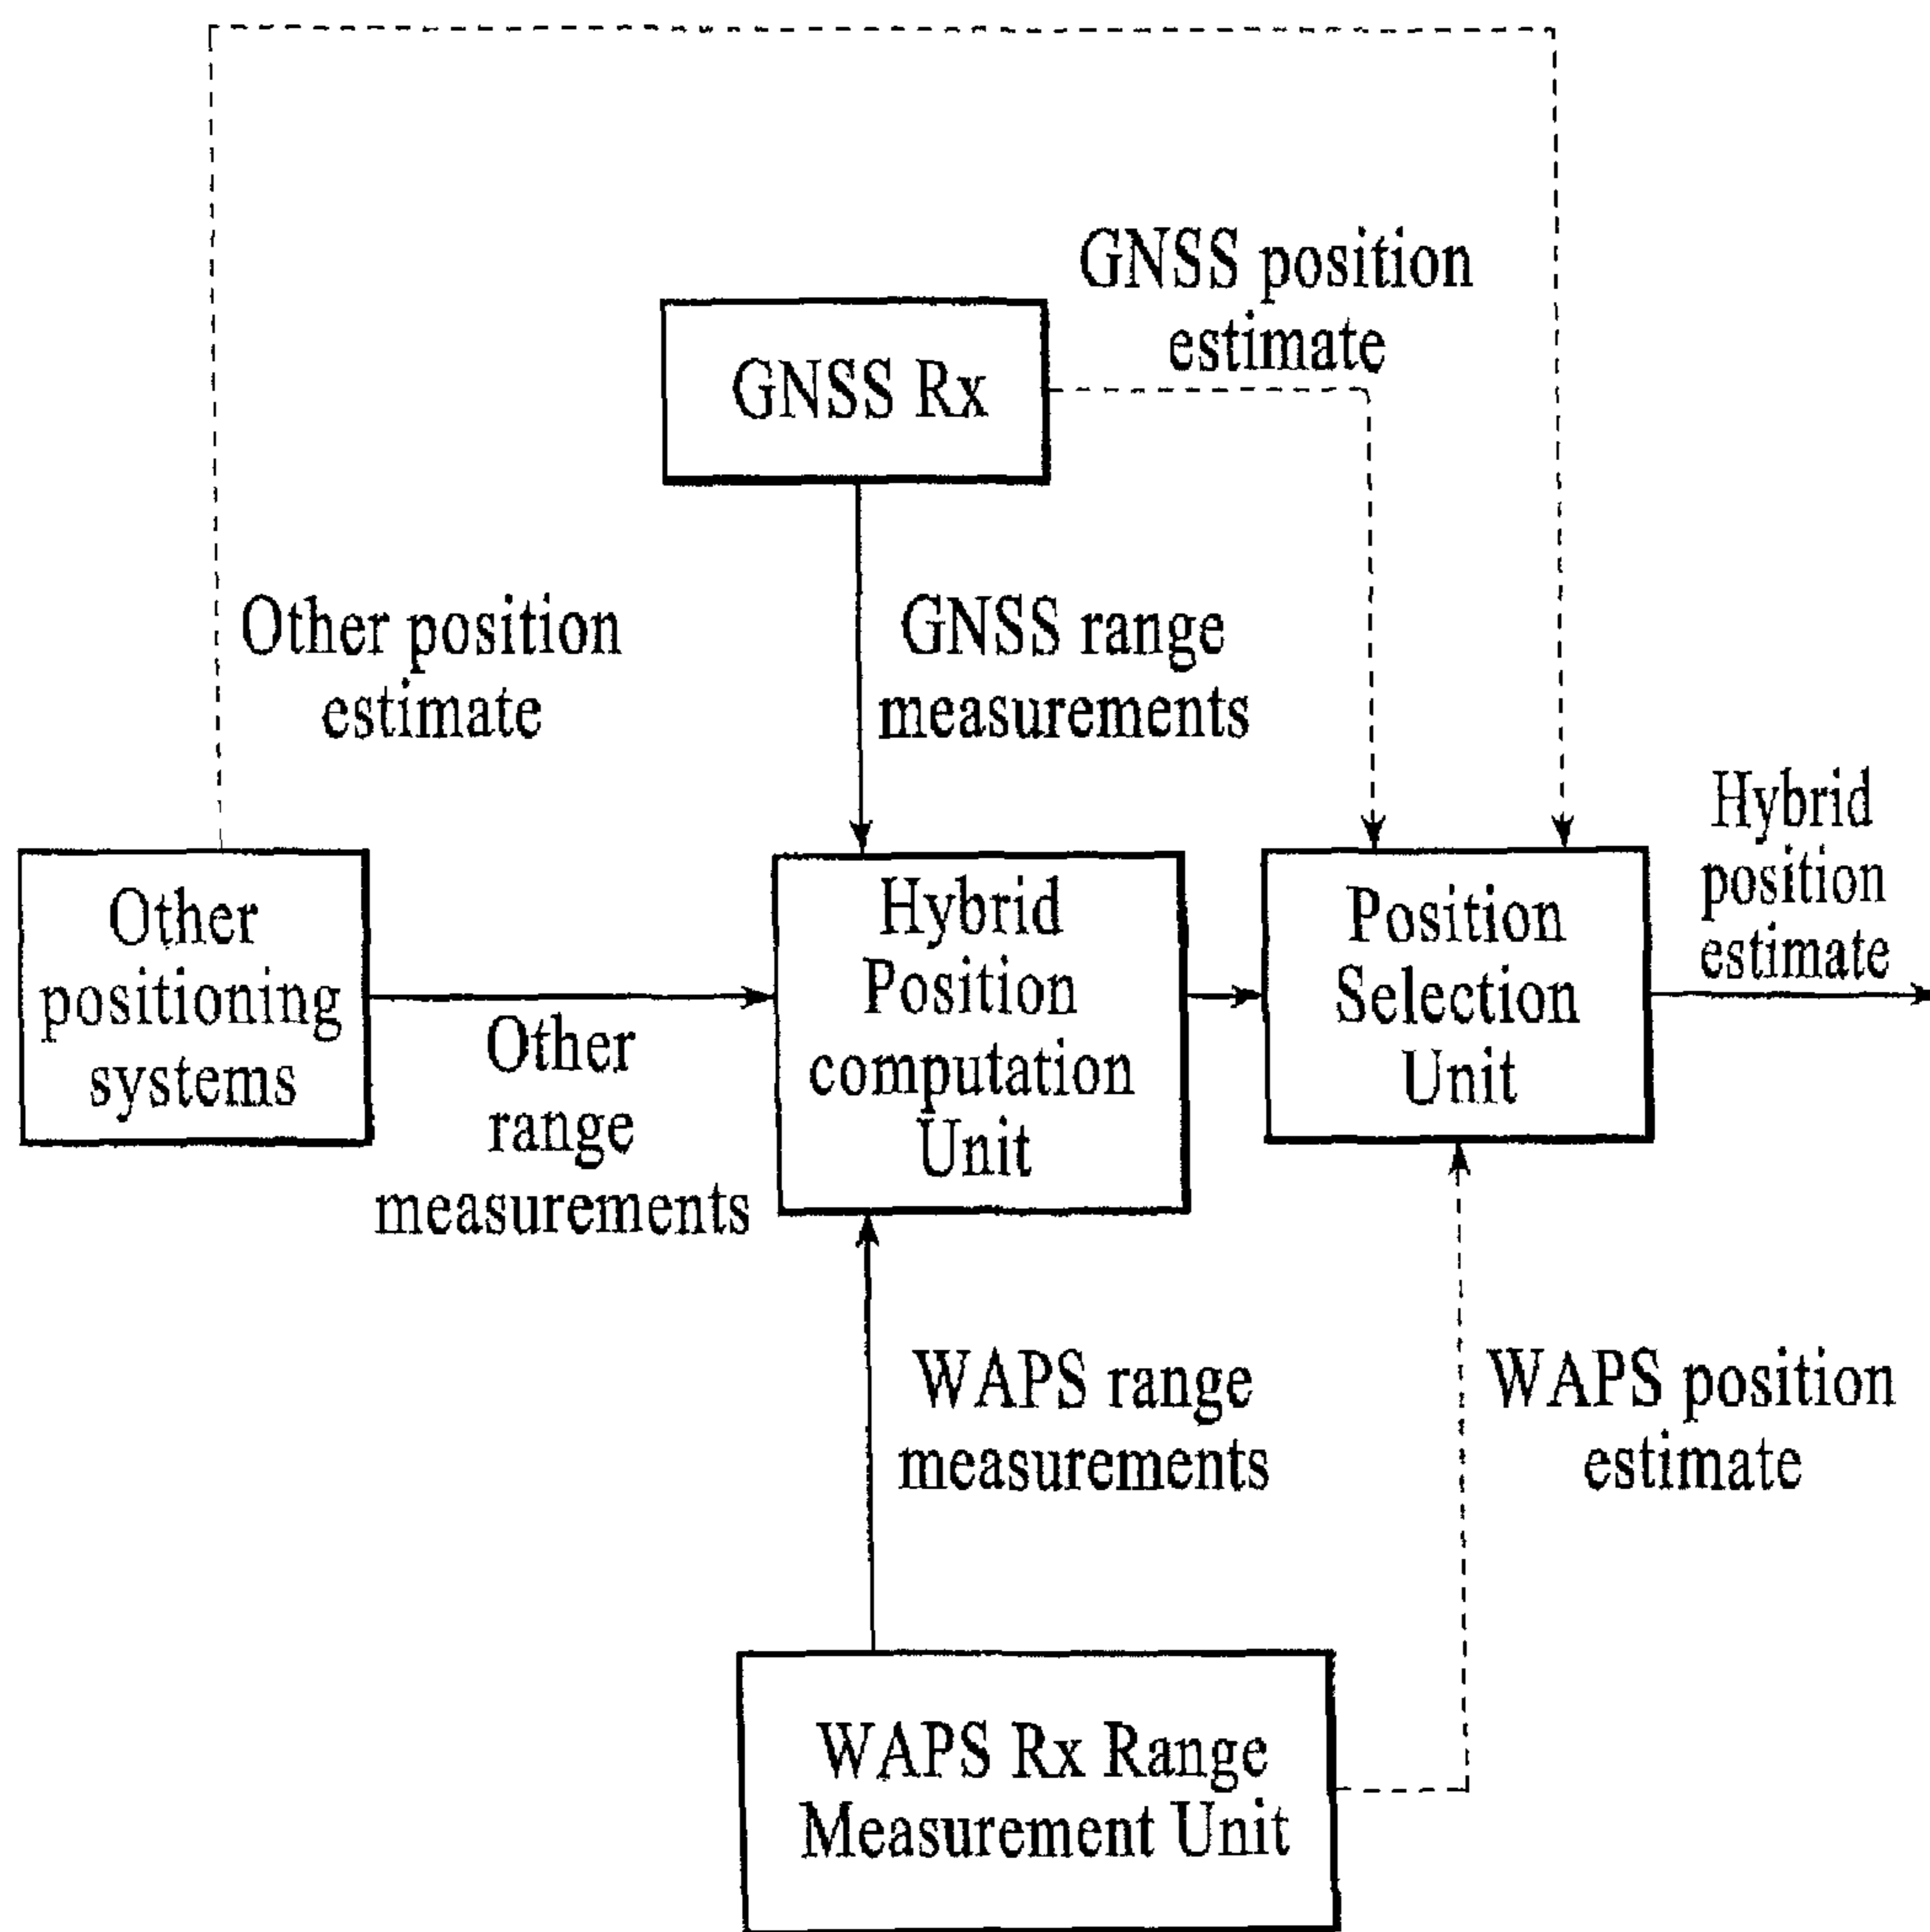 GNSS position
estimate
GNSS Rx
Other position
estimate
GNSS range
measurements
Hybrid
position
estimate
Other
positioning
systems
Other
range
measurements
Hybrid
Position
computation
Unit
Position
Selection
Unit
WAPS range
measurements
WAPS position
estimate
WAPS Rx Range
Measurement Unit